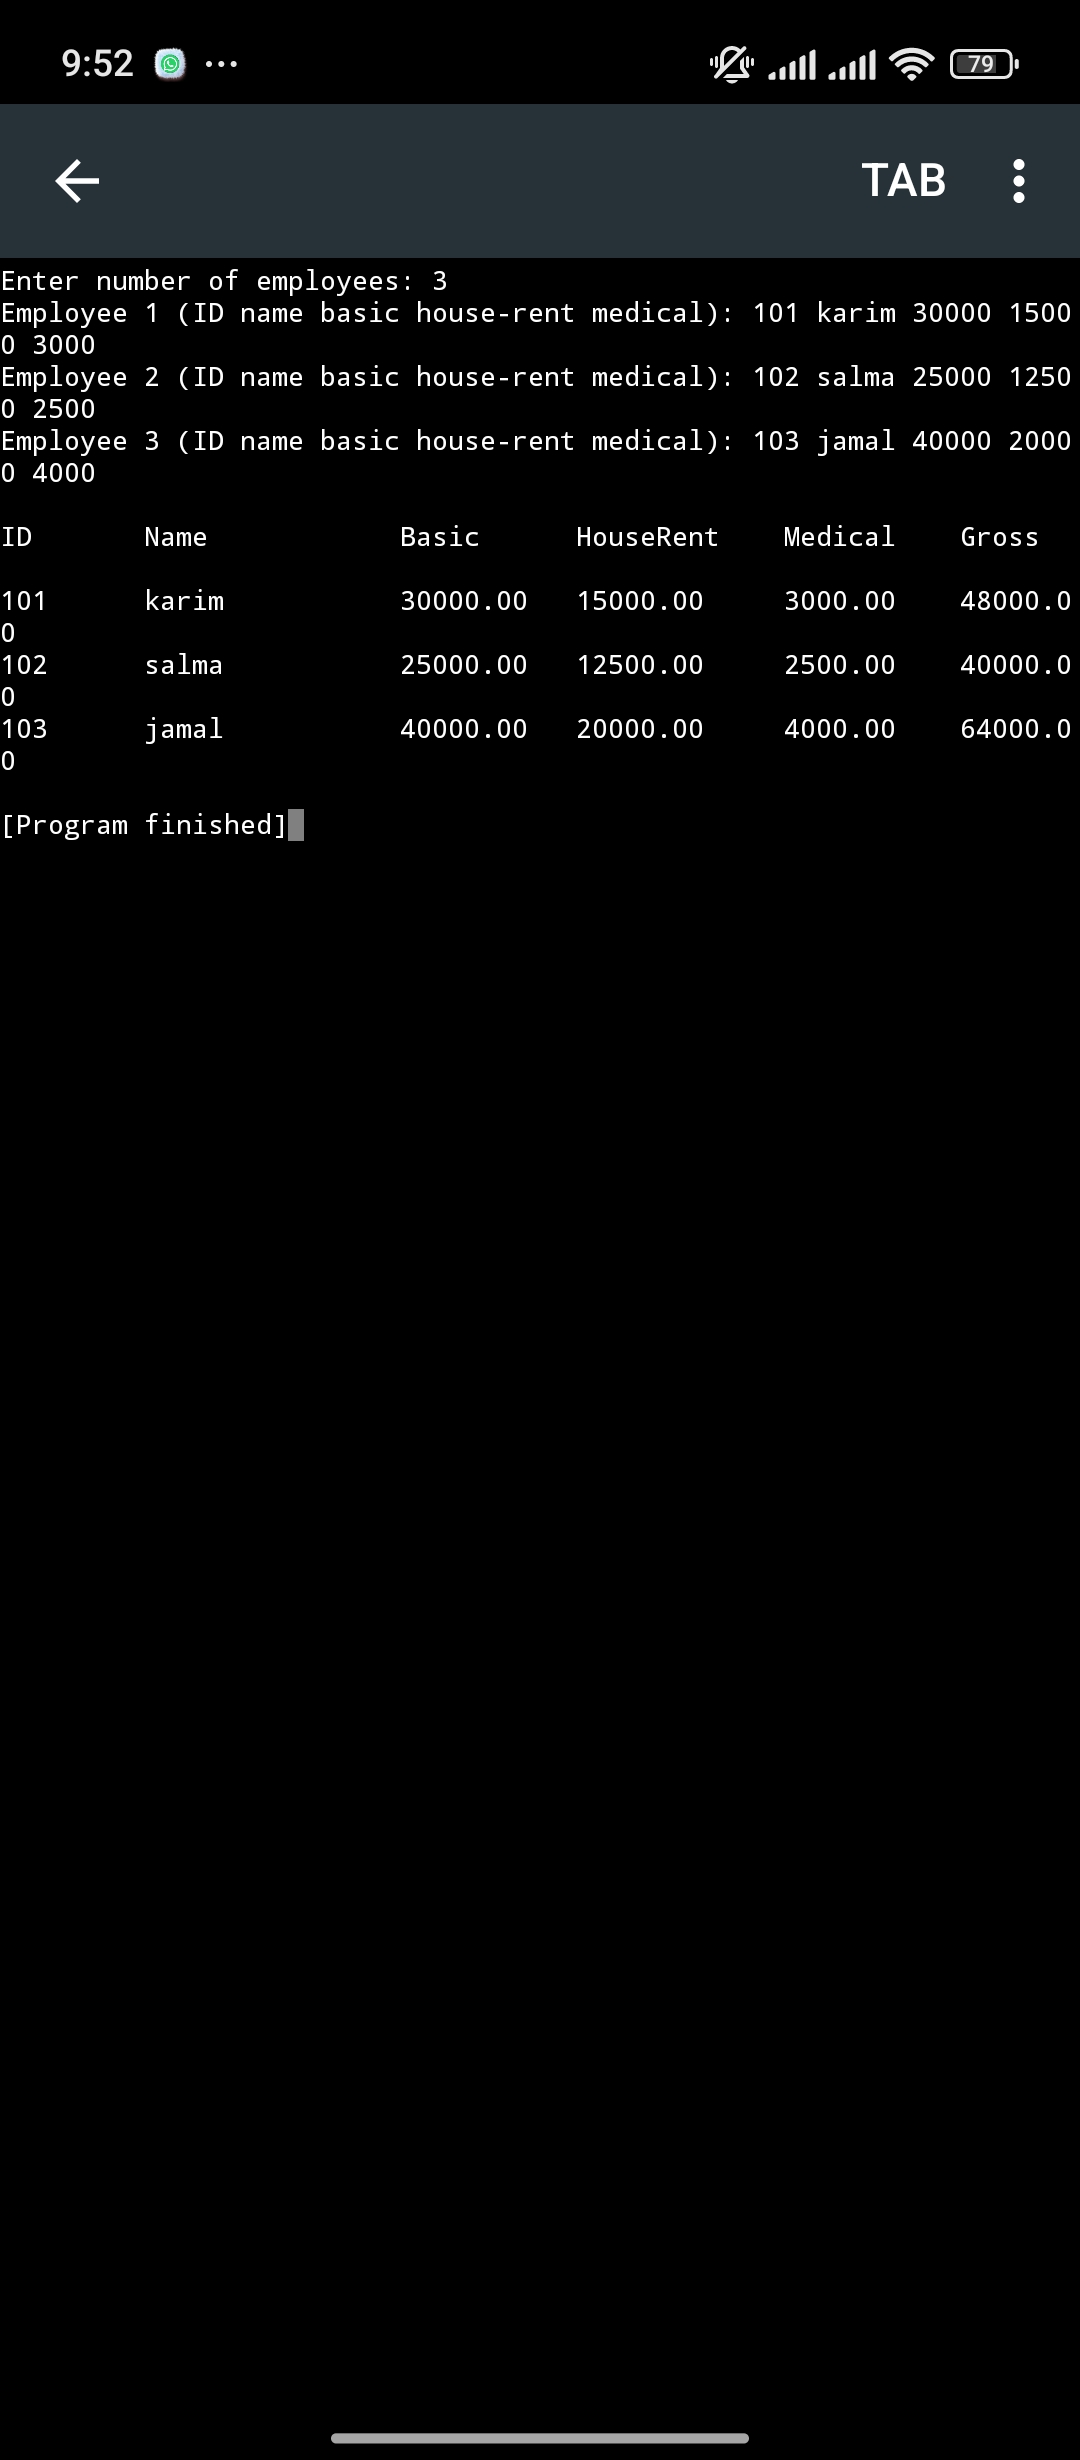 9:52 79
TAB
Enter number of employees: 3
Employee 1 (ID name basic house-rent medical): 101 karim 30000 1500
0 3000
Employee 2 (ID name basic house-rent medical): 102 salma 25000 1250
0 2500
Employee 3 (ID name basic house-rent medical): 103 jamal 40000 2000
0 4000
ID Name Basic HouseRent Medical Gross
101 karim 30000.00 15000.00 3000.00 48000.0
0
102 salma 25000.00 12500.00 2500.00 40000.0
0
103 jamal 40000.00 20000.00 4000.00 64000.0
0
[Program finished]